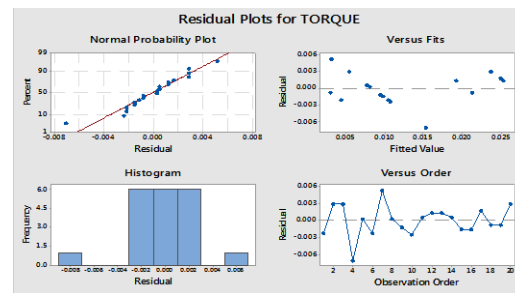 Residual Plots for TORQUE
Normal Probability Plot
99
90
50
10
1
Percent
-0.008 -0.004 0.000 0.004 0.008
Residual
Versus Fits
0.006
0.003
0.000
-0.003
-0.006
Residual
0.005 0.010 0.015 0.020 0.025
Fitted Value
Histogram
6.0
4.5
3.0
1.5
0.0
Frequency
-0.006 -0.004 -0.002 0.000 0.002 0.004 0.006
Residual
Versus Order
0.006
0.003
0.000
-0.003
-0.006
Residual
2 4 6 8 10 12 14 16 18 20
Observation Order